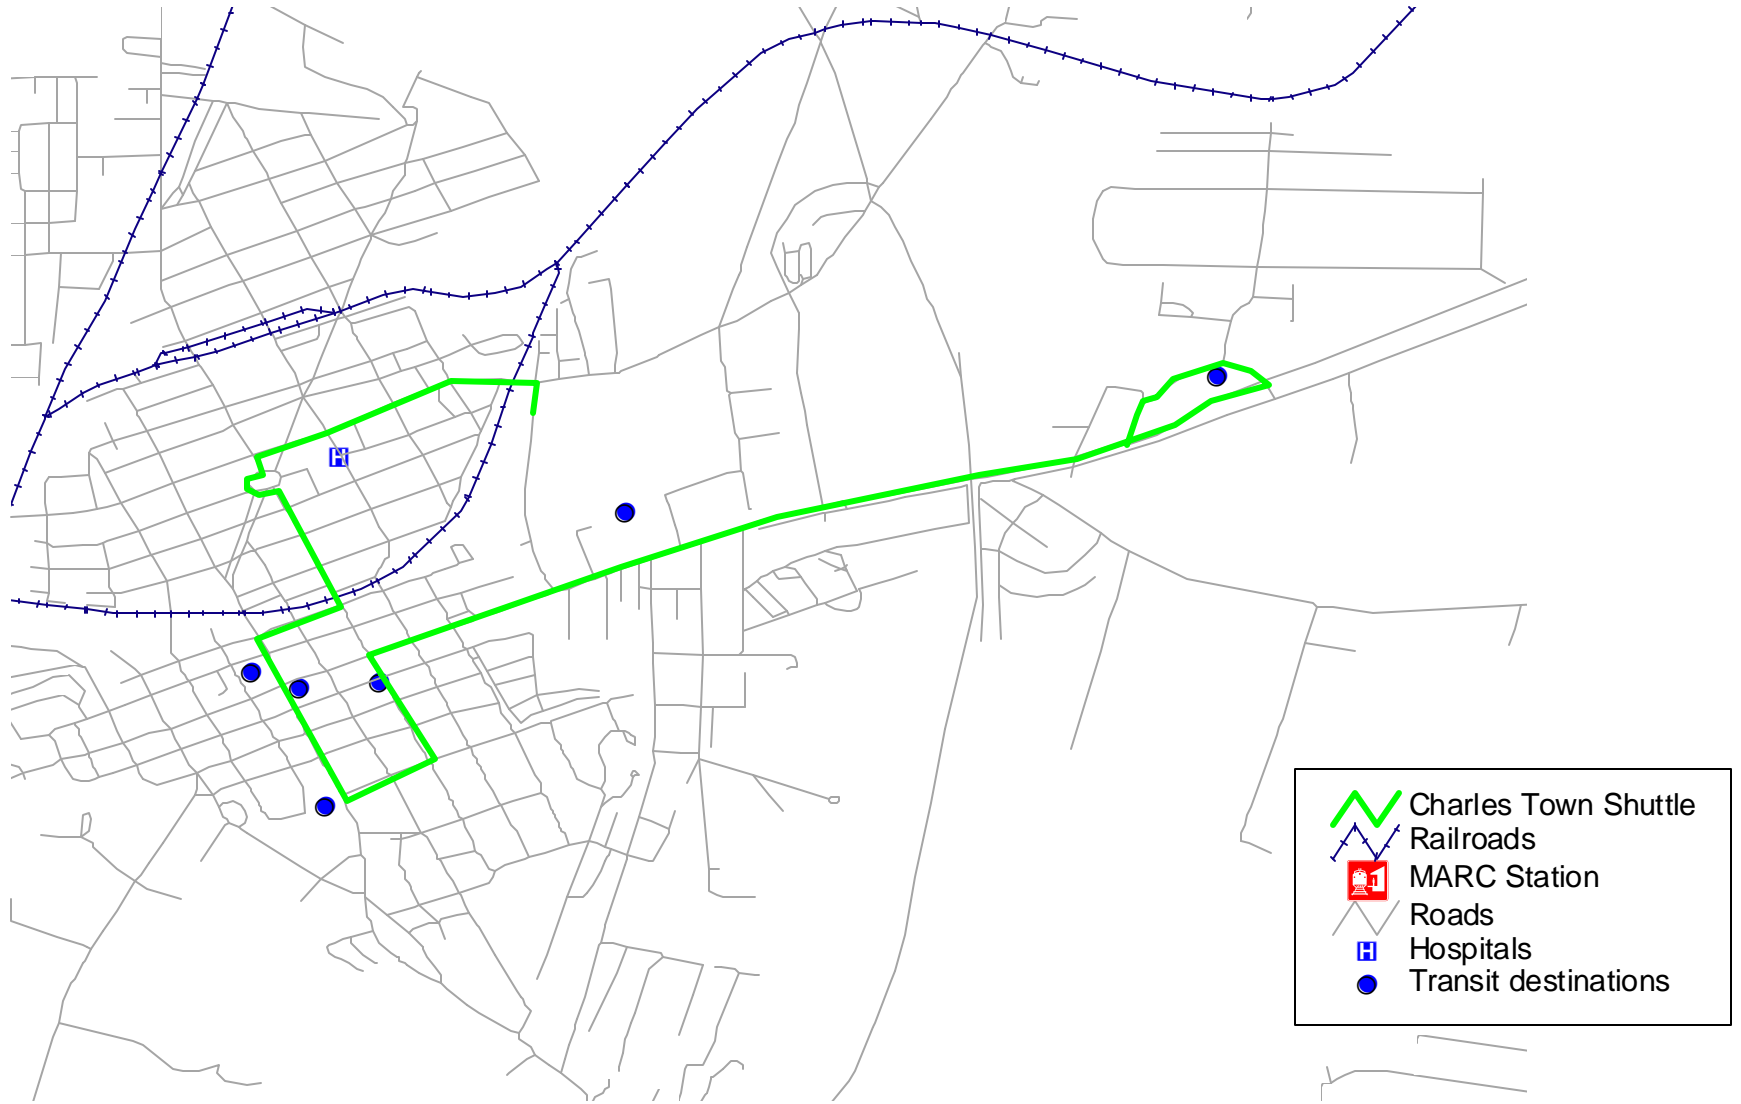 Charles Town Shuttle
Railroads
MARC Station
Roads
H
H Hospitals
Transit destinations